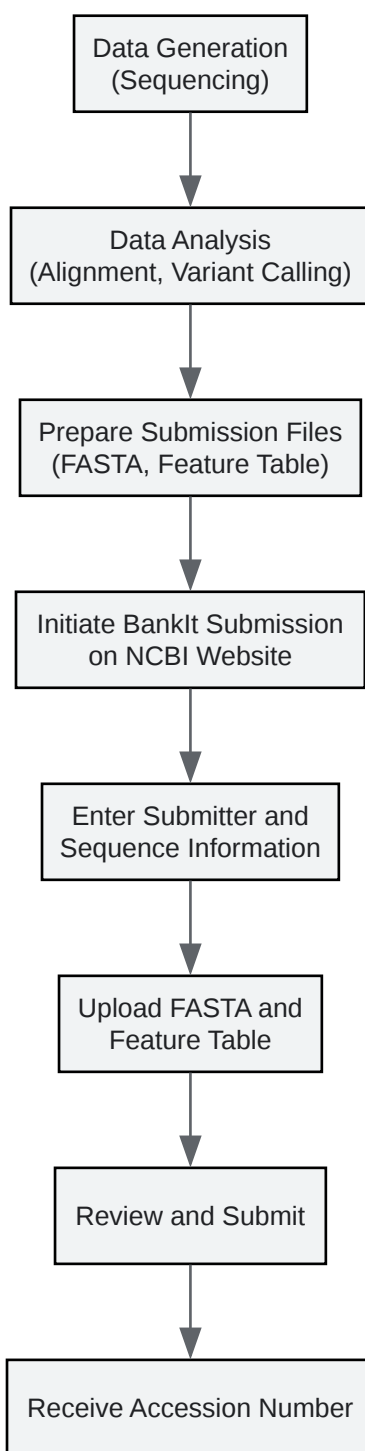 Data Generation
(Sequencing)
Data Analysis
(Alignment, Variant Calling)
Prepare Submission Files
(FASTA, Feature Table)
Initiate BankIt Submission
on NCBI Website
Enter Submitter and
Sequence Information
Upload FASTA and
Feature Table
Review and Submit
Receive Accession Number